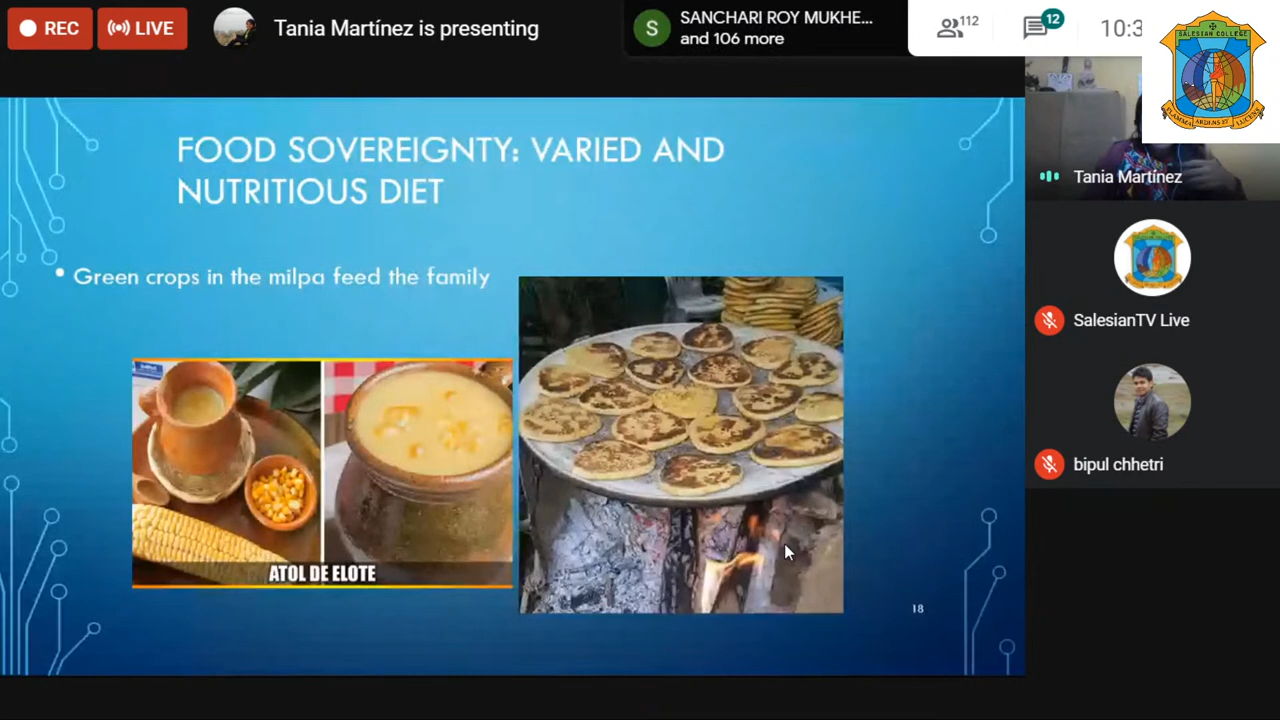 REC
LIVE
Tania Martínez is presenting
S
SANCHARI ROY MUKHE...
and 106 more
112
12
10:3
SALESIAN COLLEGE
FOOD SOVEREIGNTY: VARIED AND
NUTRITIOUS DIET
• Green crops in the milpa feed the family
ATOL DE ELOTE
18
Tania Martínez
SalesianTV Live
bipul chhetri